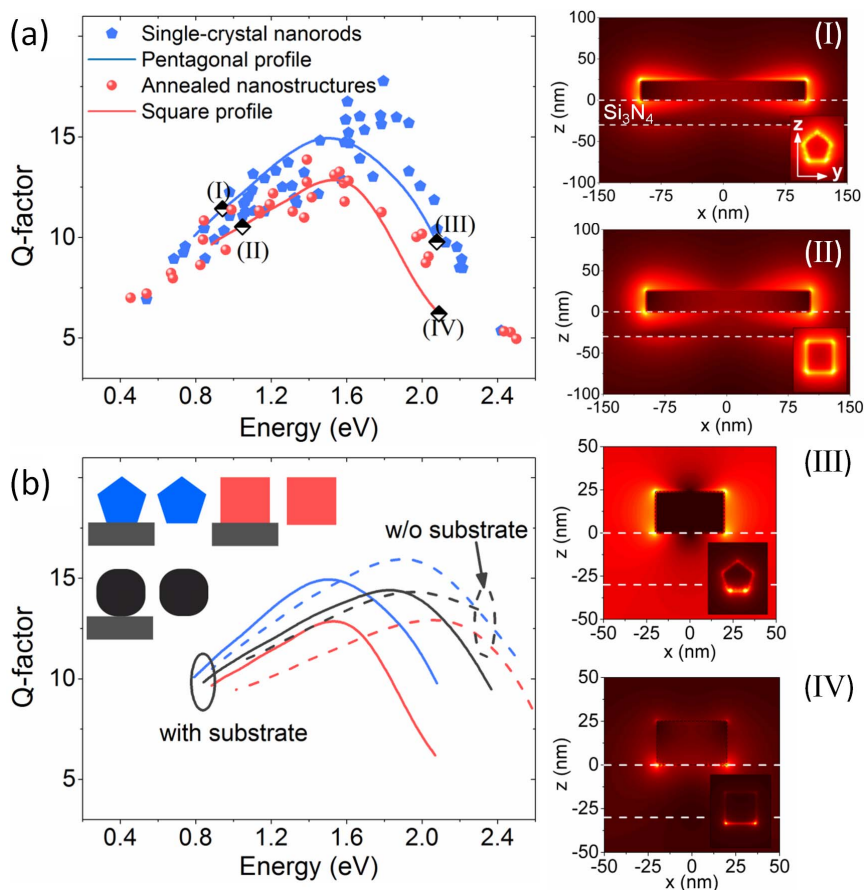 (a)
Single-crystal nanorods
Pentagonal profile
Annealed nanostructures
Square profile
Q-factor
15
10
5
(I)
(II)
(III)
(IV)
0.4 0.8 1.2 1.6 2.0 2.4
Energy (eV)
(I)
z (nm)
100
50
0
-50
-100
Si3N4
z
y
-150 -75 0 75 150
x (nm)
(II)
z (nm)
100
50
0
-50
-100
-150 -75 0 75 150
x (nm)
(b)
w/o substrate
with substrate
Q-factor
15
10
5
0.4 0.8 1.2 1.6 2.0 2.4
Energy (eV)
(III)
z (nm)
50
25
0
-25
-50
-50 -25 0 25 50
x (nm)
(IV)
z (nm)
50
25
0
-25
-50
-50 -25 0 25 50
x (nm)